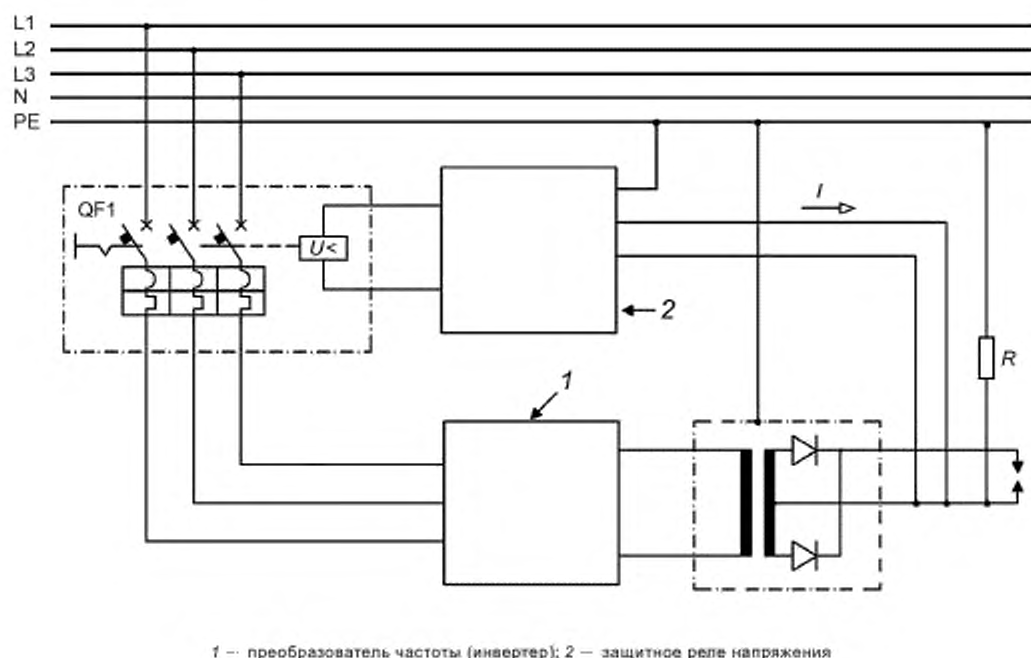 L1
L2
L3
N
PE
QF1
U<
I
2
R
1
1 — преобразователь частоты (инвертер); 2 — защитное реле напряжения